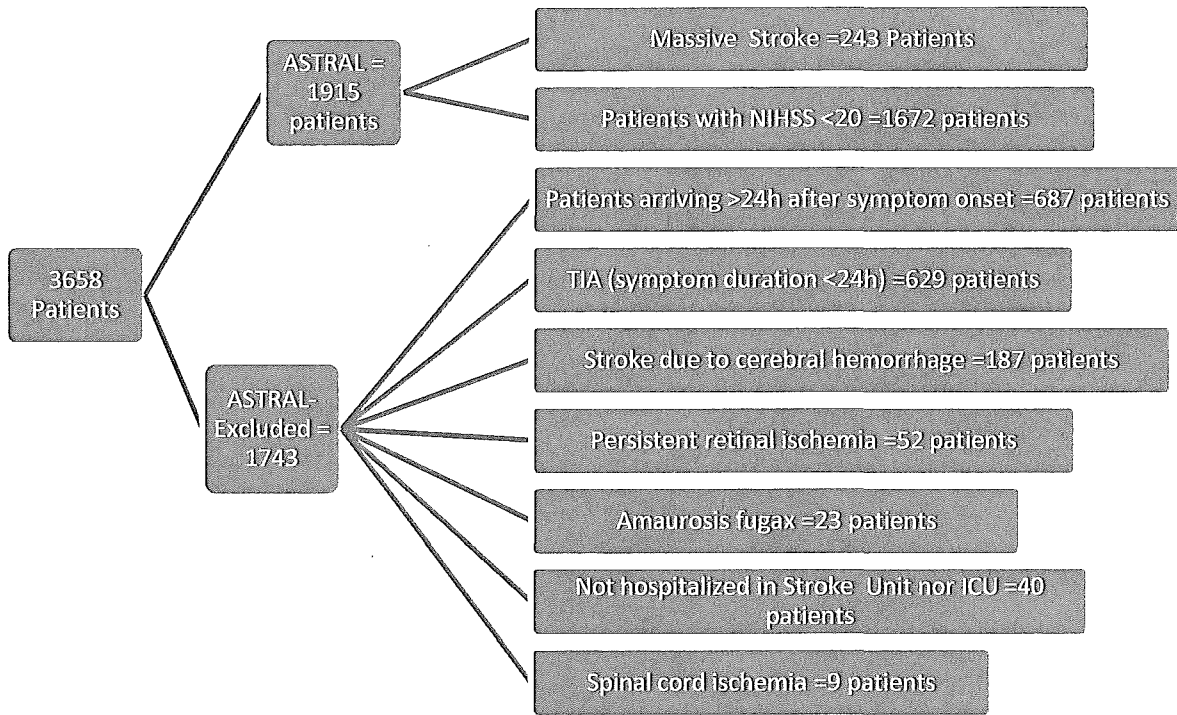 3658
Patients
ASTRAL =
1915
patients
Massive Stroke =243 Patients
Patients with NIHSS <20 =1672 patients
ASTRAL-
Excluded =
1743
Patients arriving >24h after symptom onset =687 patients
TIA (symptom duration <24h) =629 patients
Stroke due to cerebral hemorrhage =187 patients
Persistent retinal ischemia =52 patients
Amaurosis fugax =23 patients
Not hospitalized in Stroke Unit nor ICU =40
patients
Spinal cord ischemia =9 patients